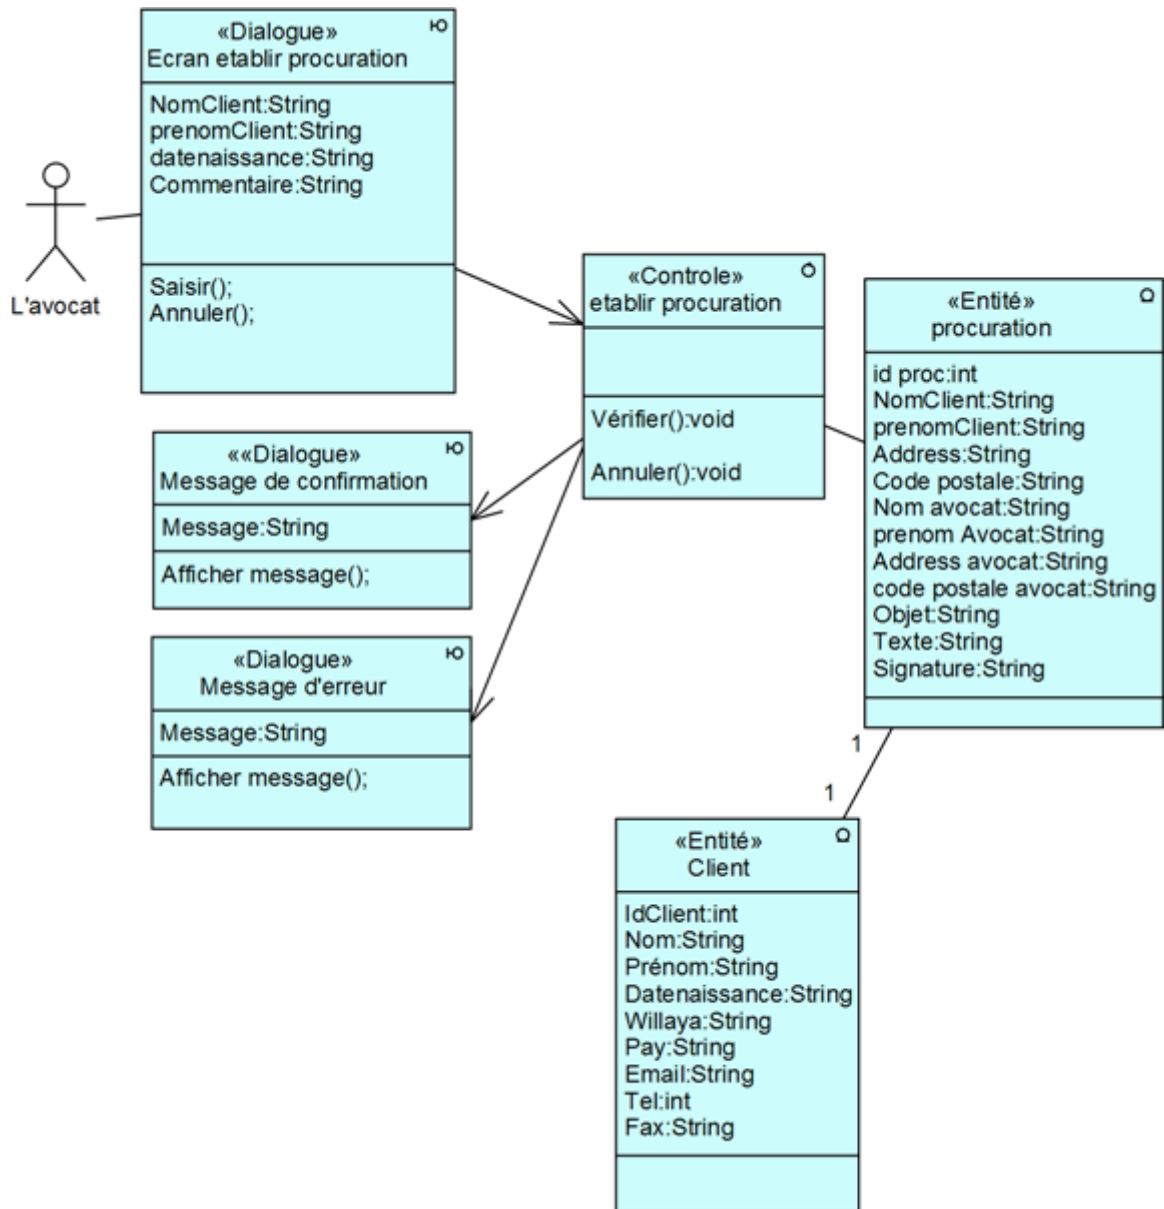 «Dialogue»
Ecran etablir procuration
NomClient:String
prenomClient:String
datenaissance:String
Commentaire:String
Saisir();
Annuler();
L'avocat
«Controle»
etablir procuration
Vérifier():void
Annuler():void
«Entité»
procuration
id proc:int
NomClient:String
prenomClient:String
Address:String
Code postale:String
Nom avocat:String
prenom Avocat:String
Address avocat:String
code postale avocat:String
Objet:String
Texte:String
Signature:String
««Dialogue»
Message de confirmation
Message:String
Afficher message();
«Dialogue»
Message d'erreur
Message:String
Afficher message();
1
1
«Entité»
Client
IdClient:int
Nom:String
Prénom:String
Datenaissance:String
Willaya:String
Pay:String
Email:String
Tel:int
Fax:String